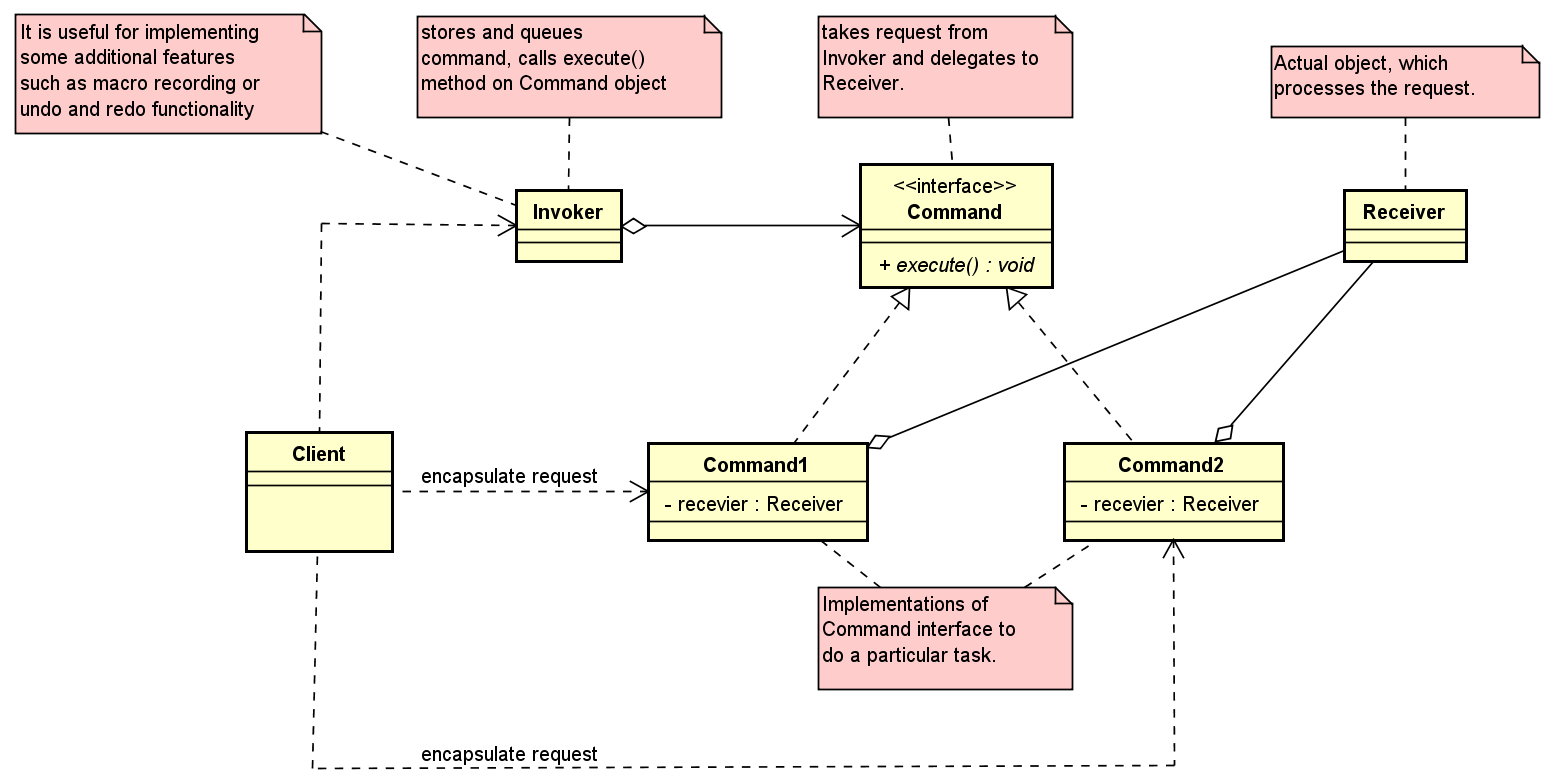 It is useful for implementing
some additional features
such as macro recording or
undo and redo functionality
stores and queues
command, calls execute()
method on Command object
takes request from
Invoker and delegates to
Receiver.
Actual object, which
processes the request.
Invoker
<<interface>>
Command
+ execute() : void
Receiver
Client
encapsulate request
Command1
- recevier : Receiver
Command2
- recevier : Receiver
Implementations of
Command interface to
do a particular task.
encapsulate request